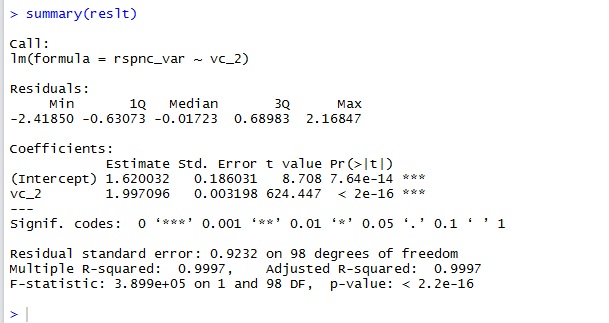 > summary(reslt)
Call:
lm(formula = rspnc_var ~ vc_2)
Residuals:
Min 1Q Median 3Q Max
-2.41850 -0.63073 -0.01723 0.68983 2.16847
Coefficients:
Estimate Std. Error t value Pr(>|t|)
(Intercept) 1.620032 0.186031 8.708 7.64e-14 ***
vc_2 1.997096 0.003198 624.447 < 2e-16 ***
---
Signif. codes: 0 ‘***’ 0.001 ‘**’ 0.01 ‘*’ 0.05 ‘.’ 0.1 ‘ ’ 1
Residual standard error: 0.9232 on 98 degrees of freedom
Multiple R-squared: 0.9997, Adjusted R-squared: 0.9997
F-statistic: 3.899e+05 on 1 and 98 DF, p-value: < 2.2e-16
>